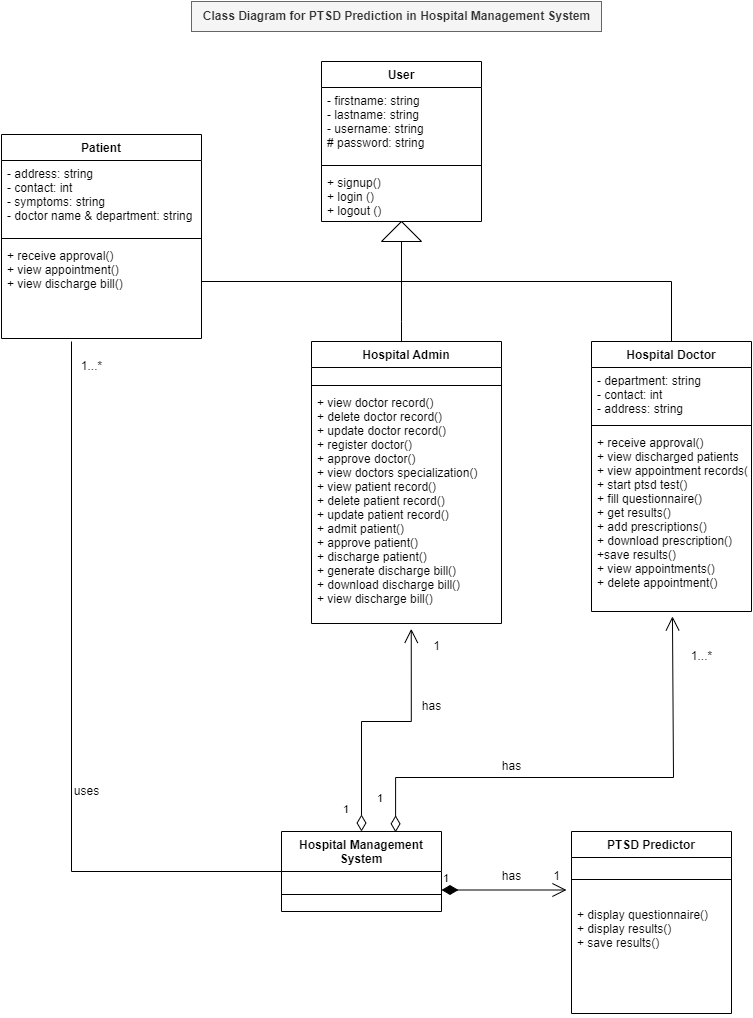 Class Diagram for PTSD Prediction in Hospital Management System
User
- firstname: string
- lastname: string
- username: string
# password: string
+ signup()
+ login ()
+ logout ()
Patient
- address: string
- contact: int
- symptoms: string
- doctor name & department: string
+ receive approval()
+ view appointment()
+ view discharge bill()
1...*
Hospital Admin
+ view doctor record()
+ delete doctor record()
+ update doctor record()
+ register doctor()
+ approve doctor()
+ view doctors specialization()
+ view patient record()
+ delete patient record()
+ update patient record()
+ admit patient()
+ approve patient()
+ discharge patient()
+ generate discharge bill()
+ download discharge bill()
+ view discharge bill()
Hospital Doctor
- department: string
- contact: int
- address: string
+ receive approval()
+ view discharged patients
+ view appointment records(
+ start ptsd test()
+ fill questionnaire()
+ get results()
+ add prescriptions()
+ download prescription()
+save results()
+ view appointments()
+ delete appointment()
1
1...*
has
has
uses
1
1
Hospital Management
System
1
has
1
PTSD Predictor
+ display questionnaire()
+ display results()
+ save results()